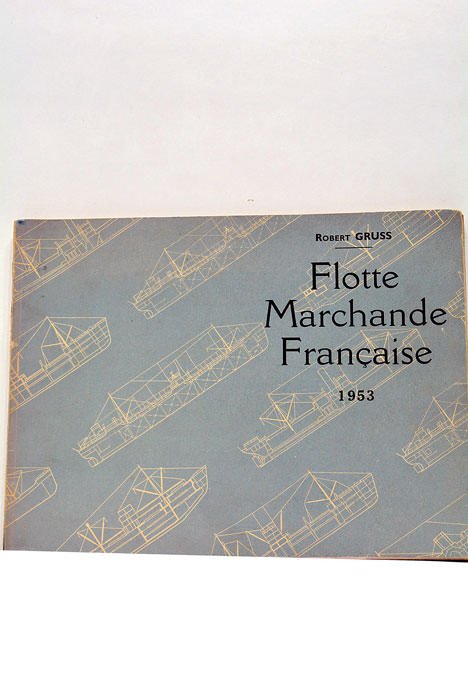 Robert GRUSS
Flotte
Marchande
Française
1953